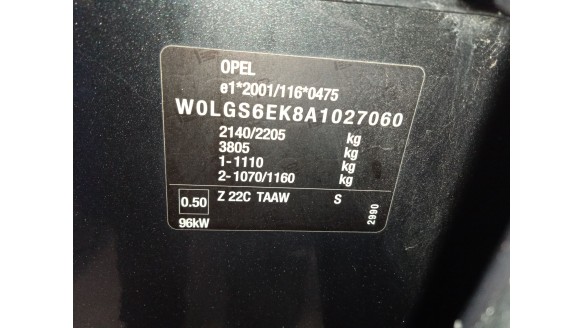 OPEL
e1*2001/116*0475
W0LGS6EK8A1027060
2140/2205 kg
3805 kg
1-1110 kg
2-1070/1160 kg
0.50 Z 22C TAAW S
96kW
2990